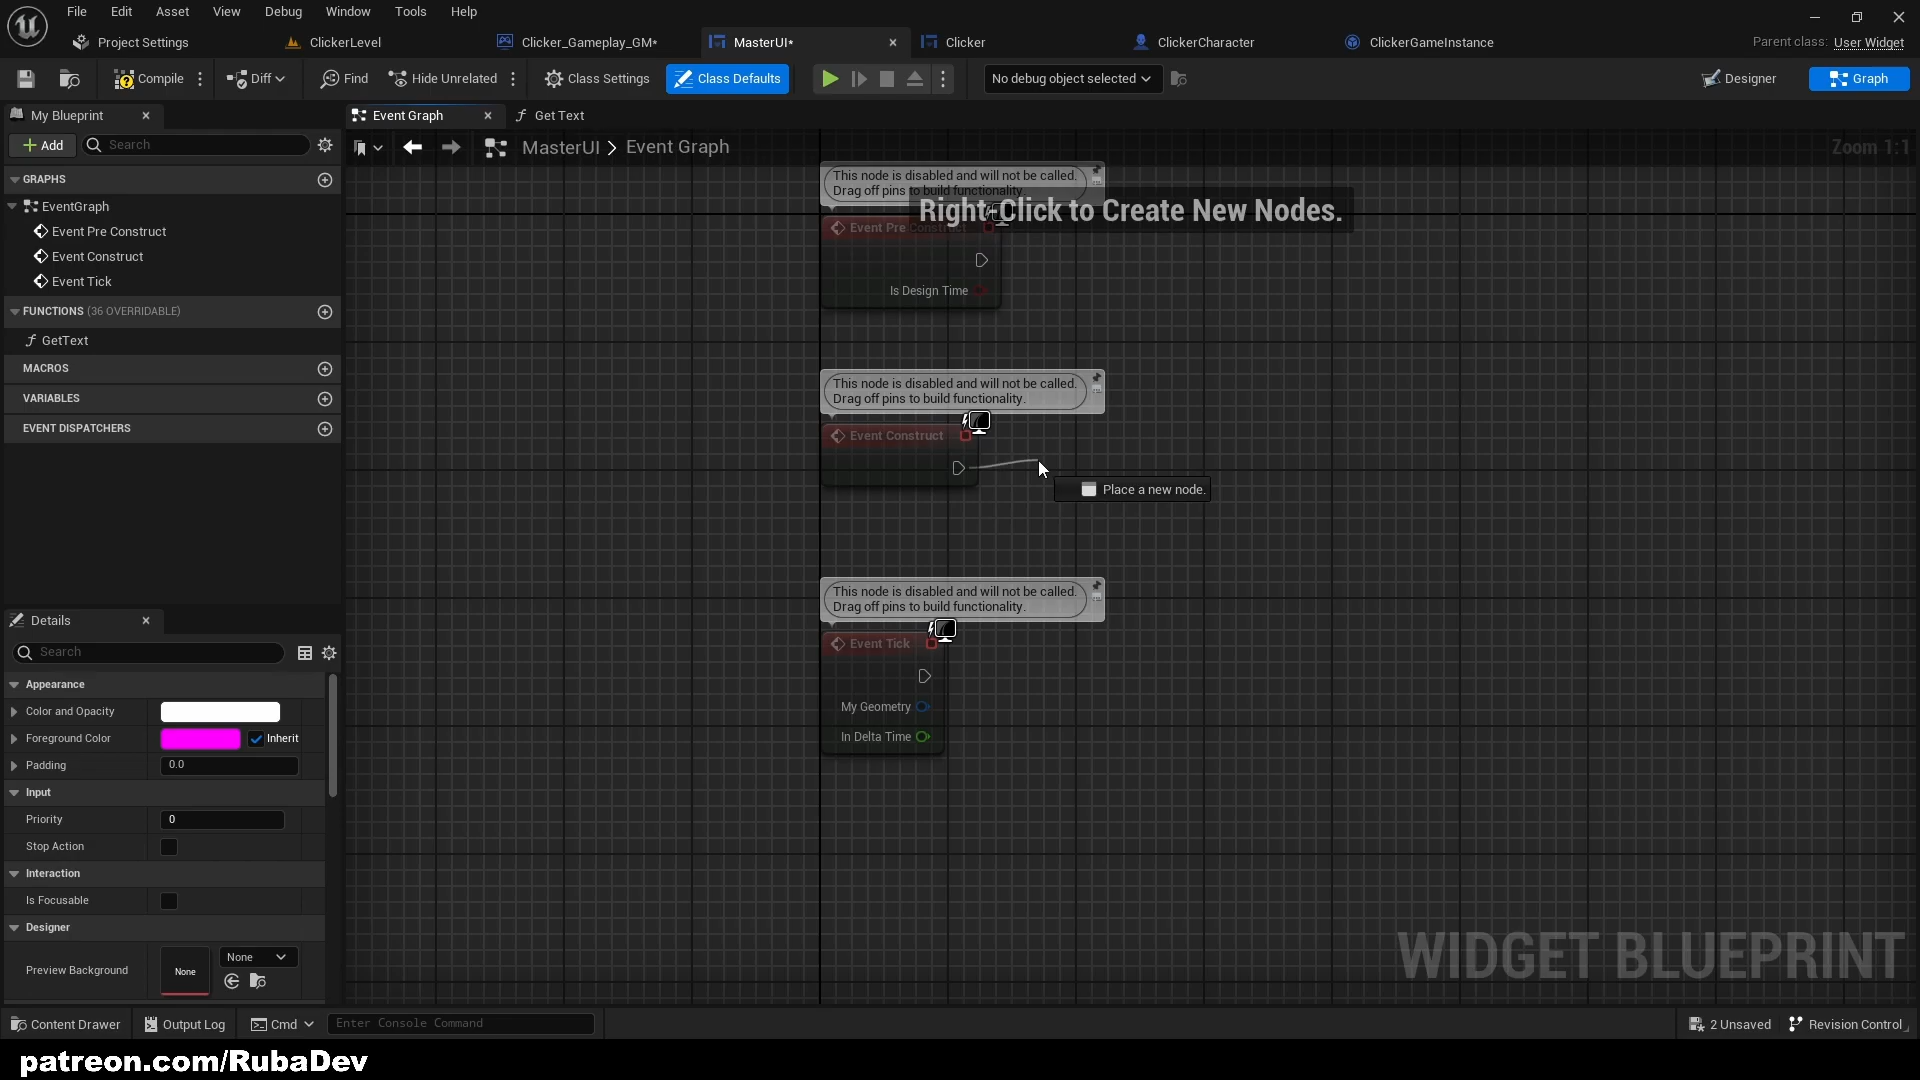 File Edit Asset View Debug Window Tools Help
Project Settings ClickerLevel Clicker_Gameplay_GM* MasterUI* Clicker ClickerCharacter ClickerGameInstance Parent class: User Widget
Compile Diff Find Hide Unrelated Class Settings Class Defaults No debug object selected Designer Graph
My Blueprint
Event Graph Get Text
Add Search
MasterUI > Event Graph Zoom 1:1
GRAPHS
EventGraph
Event Pre Construct
Event Construct
Event Tick
FUNCTIONS (36 OVERRIDABLE)
GetText
MACROS
VARIABLES
EVENT DISPATCHERS
This node is disabled and will not be called.
Drag off pins to build functionality.
Right-Click to Create New Nodes.
Event Pre Construct
Is Design Time
This node is disabled and will not be called.
Drag off pins to build functionality.
Event Construct
Place a new node.
This node is disabled and will not be called.
Drag off pins to build functionality.
Event Tick
My Geometry
In Delta Time
Details
Search
Appearance
Color and Opacity
Foreground Color Inherit
Padding 0.0
Input
Priority 0
Stop Action
Interaction
Is Focusable
Designer
Preview Background None None
WIDGET BLUEPRINT
Content Drawer Output Log Cmd Enter Console Command 2 Unsaved Revision Control
patreon.com/RubaDev